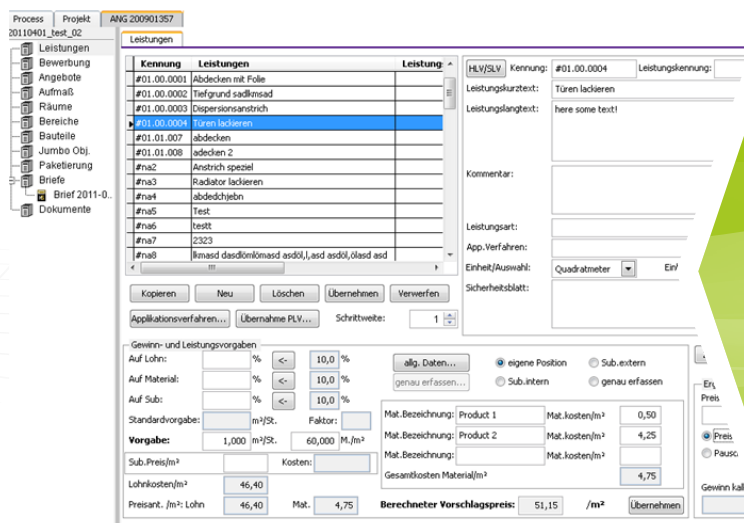 Process Projekt ANG 200901357
20110401_test_02
Leistungen
Bewerbung
Angebote
Aufmaß
Räume
Bereiche
Bauteile
Jumbo Obj.
Paketierung
Briefe
Brief 2011-0..
Dokumente
Leistungen
Kennung Leistungen Leistung:
#01.00.0001 Abdecken mit Folie
#01.00.0002 Tiefgrund sadlkmsad
#01.00.0003 Dispersionsanstrich
#01.00.0004 Türen lackieren
#01.01.007 abdecken
#01.01.008 adecken 2
#na2 Anstrich speziel
#na3 Radiator lackieren
#na4 abdedchjebn
#na5 Test
#na6 testt
#na7 2323
#na8 lkmasd dasdlömlömasd asdöl,l,asd asdöl,ölasd asd
Kopieren Neu Löschen Übernehmen Verwerfen
Applikationsverfahren... Übernahme PLV... Schrittweite: 1
HLV/SLV Kennung: #01.00.0004 Leistungskennung:
Leistungskurztext: Türen lackieren
Leistungslangtext: here some text!
Kommentar:
Leistungsart:
App.Verfahren:
Einheit/Auswahl: Quadratmeter Ein/
Sicherheitsblatt:
Gewinn- und Leistungsvorgaben
Auf Lohn: % <- 10,0 %
Auf Material: % <- 10,0 %
Auf Sub: % <- 10,0 %
Standardvorgabe: m²/St. Faktor:
Vorgabe: 1,000 m²/St. 60,000 M./m²
Sub.Preis/m² Kosten:
Lohnkosten/m² 46,40
Preisant. /m²: Lohn 46,40 Mat. 4,75
allg. Daten... eigene Position Sub.extern
genau erfassen... Sub.intern genau erfassen
Mat.Bezeichnung: Product 1 Mat.kosten/m² 0,50
Mat.Bezeichnung: Product 2 Mat.kosten/m² 4,25
Mat.Bezeichnung: Mat.kosten/m²
Gesamtkosten Material/m² 4,75
Berechneter Vorschlagspreis: 51,15 /m² Übernehmen
Preis
Preis
Gewinn kall